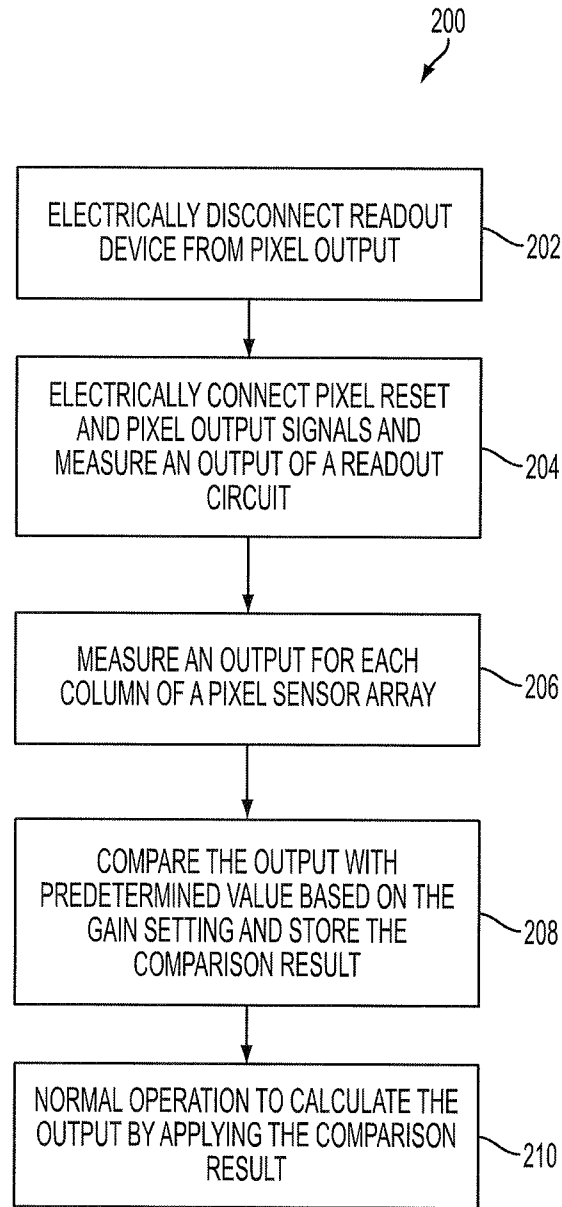 200
ELECTRICALLY DISCONNECT READOUT
DEVICE FROM PIXEL OUTPUT
202
ELECTRICALLY CONNECT PIXEL RESET
AND PIXEL OUTPUT SIGNALS AND
MEASURE AN OUTPUT OF A READOUT
CIRCUIT
204
MEASURE AN OUTPUT FOR EACH
COLUMN OF A PIXEL SENSOR ARRAY
206
COMPARE THE OUTPUT WITH
PREDETERMINED VALUE BASED ON THE
GAIN SETTING AND STORE THE
COMPARISON RESULT
208
NORMAL OPERATION TO CALCULATE THE
OUTPUT BY APPLYING THE COMPARISON
RESULT
210